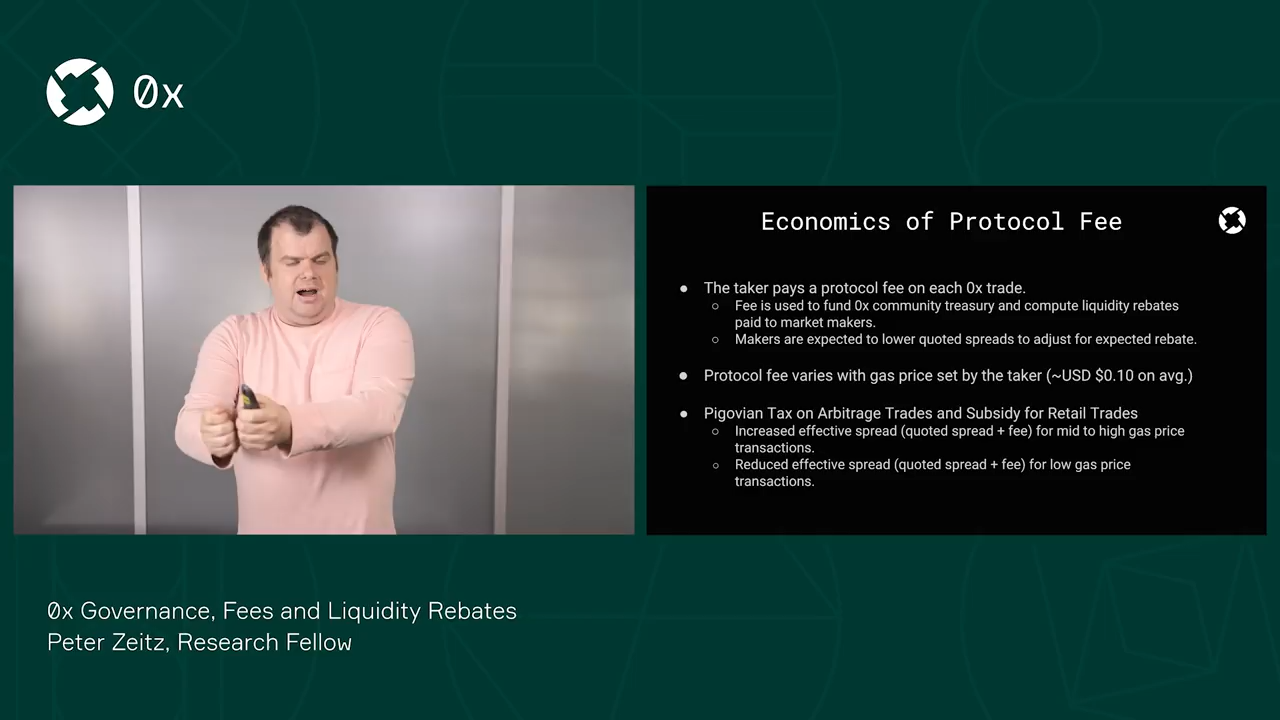 0x
Economics of Protocol Fee
● The taker pays a protocol fee on each 0x trade.
○ Fee is used to fund 0x community treasury and compute liquidity rebates
paid to market makers.
○ Makers are expected to lower quoted spreads to adjust for expected rebate.
● Protocol fee varies with gas price set by the taker (~USD $0.10 on avg.)
● Pigovian Tax on Arbitrage Trades and Subsidy for Retail Trades
○ Increased effective spread (quoted spread + fee) for mid to high gas price
transactions.
○ Reduced effective spread (quoted spread + fee) for low gas price
transactions.
0x Governance, Fees and Liquidity Rebates
Peter Zeitz, Research Fellow